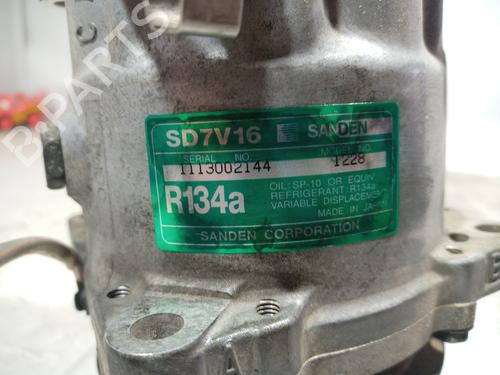 SD7V16 SANDEN
SERIAL NO. MODEL NO.
1113002144 1228
R134a
OIL: SP-10 OR EQUIV.
REFRIGERANT: R134a
VARIABLE DISPLACEMENT
MADE IN JAPAN
SANDEN CORPORATION
B-PARTS